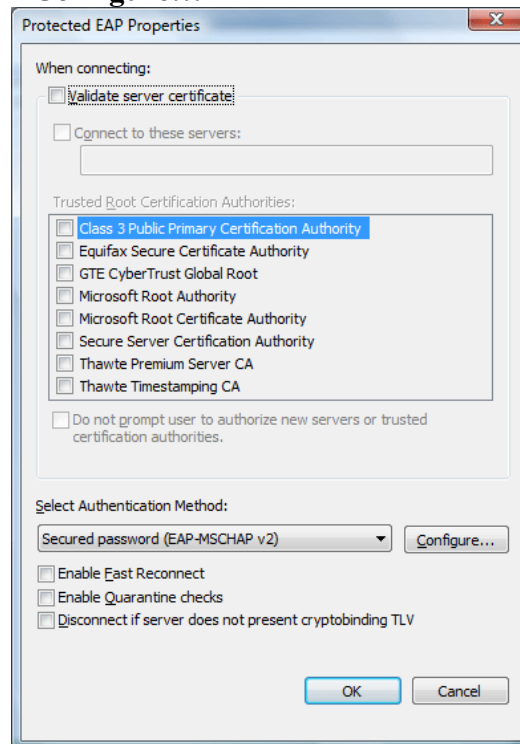 Protected EAP Properties
When connecting:
Validate server certificate
Connect to these servers:
Trusted Root Certification Authorities:
Class 3 Public Primary Certification Authority
Equifax Secure Certificate Authority
GTE CyberTrust Global Root
Microsoft Root Authority
Microsoft Root Certificate Authority
Secure Server Certification Authority
Thawte Premium Server CA
Thawte Timestamping CA
Do not prompt user to authorize new servers or trusted
certification authorities.
Select Authentication Method:
Secured password (EAP-MSCHAP v2) Configure...
Enable Fast Reconnect
Enable Quarantine checks
Disconnect if server does not present cryptobinding TLV
OK Cancel